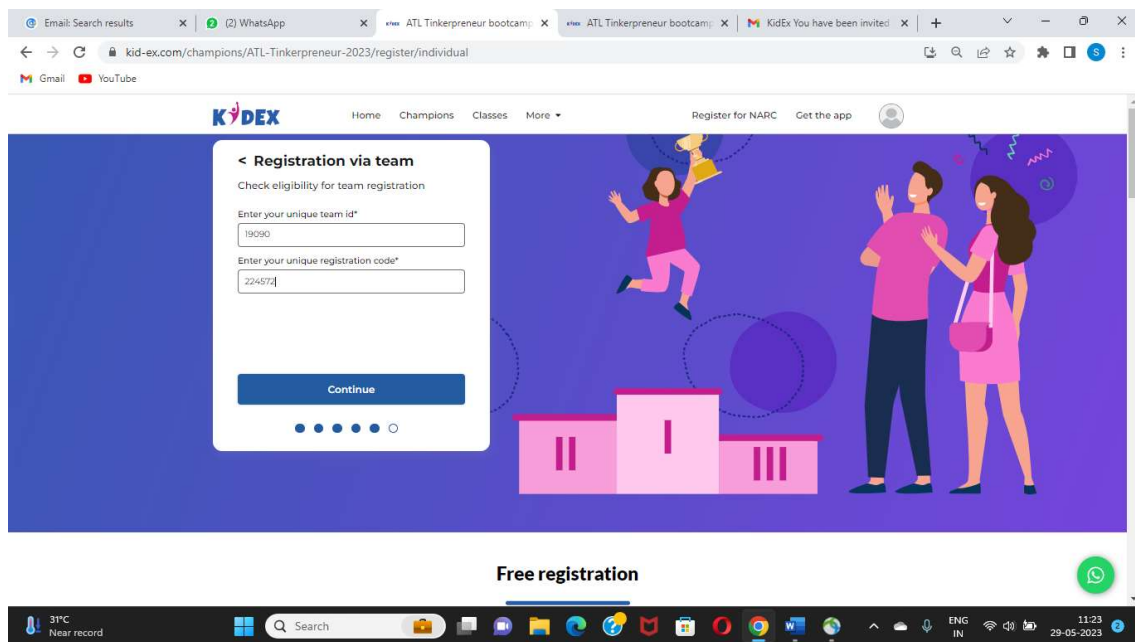 Email: Search results
(2) WhatsApp
ATL Tinkerpreneur bootcamp
ATL Tinkerpreneur bootcamp
KidEx You have been invited
kid-ex.com/champions/ATL-Tinkerpreneur-2023/register/individual
Gmail
YouTube
KIDEX
Home
Champions
Classes
More
Register for NARC
Get the app
< Registration via team
Check eligibility for team registration
Enter your unique team id*
19090
Enter your unique registration code*
224572
Continue
II
I
III
Free registration
31°C
Near record
Search
ENG
IN
11:23
29-05-2023
2